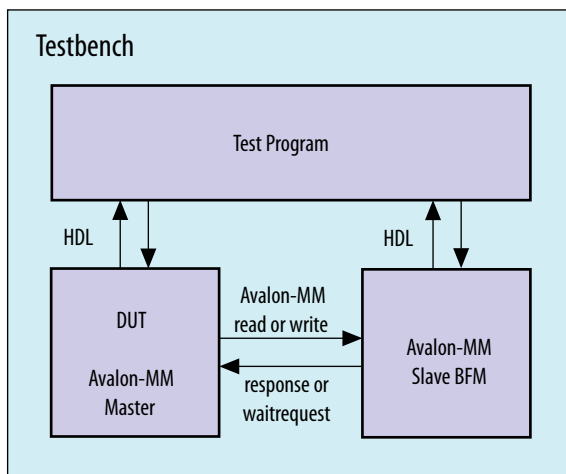 Testbench
Test Program
HDL
HDL
DUT
Avalon-MM
Master
Avalon-MM
read or write
response or
waitrequest
Avalon-MM
Slave BFM